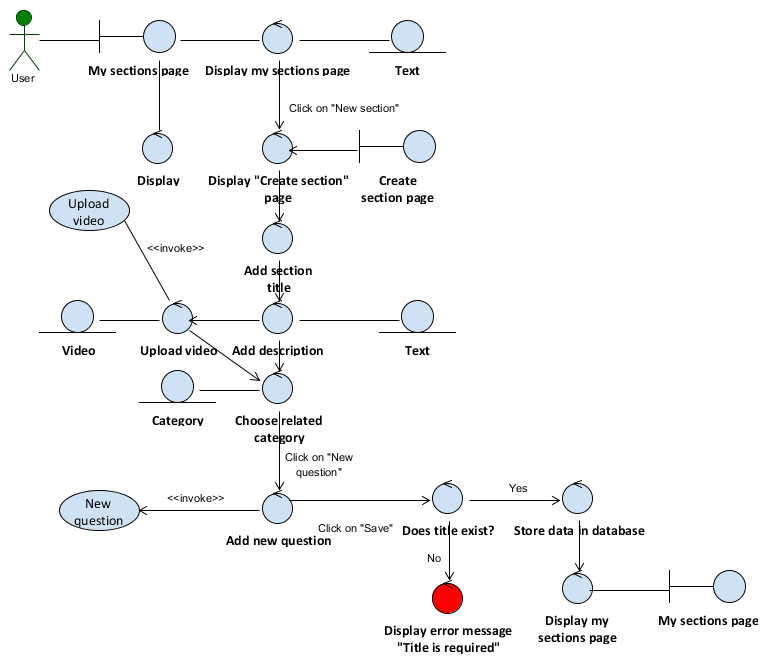 User
My sections page
Display my sections page
Text
Click on "New section"
Display
Display "Create section"
page
Create
section page
Upload
video
<<invoke>>
Add section
title
Video
Upload video
Add description
Text
Category
Choose related
category
Click on "New
question"
New
question
<<invoke>>
Add new question
Click on "Save"
Does title exist?
Yes
Store data in database
No
Display error message
"Title is required"
Display my
sections page
My sections page